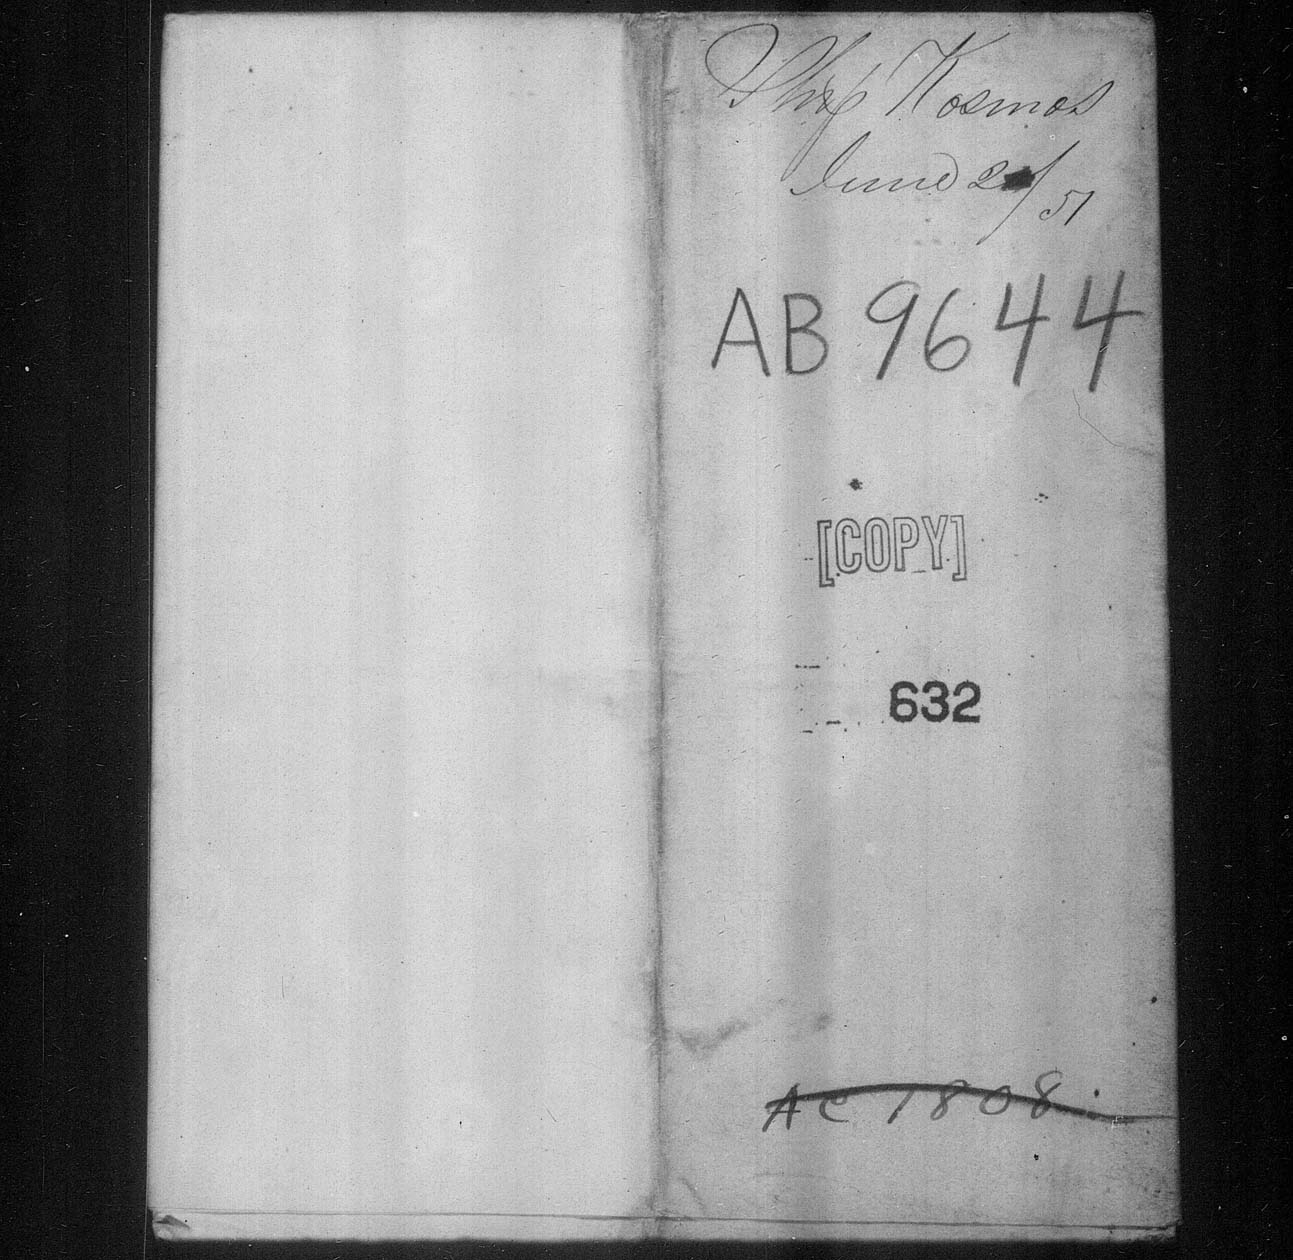 Ship Kosmos
June 2 / 51
AB 9644
[COPY]
632
AC 1808